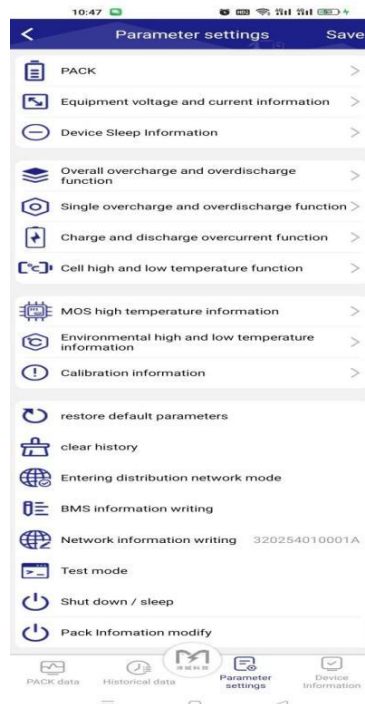 10:47
Parameter settings
Save
PACK
Equipment voltage and current information
Device Sleep Information
Overall overcharge and overdischarge
function
Single overcharge and overdischarge function
Charge and discharge overcurrent function
Cell high and low temperature function
MOS high temperature information
Environmental high and low temperature
information
Calibration information
restore default parameters
clear history
Entering distribution network mode
BMS information writing
Network information writing 320254010001A
Test mode
Shut down / sleep
Pack Infomation modify
PACK data
Historical data
Parameter
settings
Device
Information